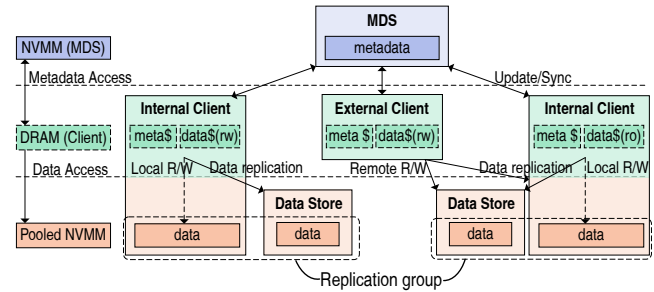 MDS
NVMM (MDS)
metadata
Metadata Access
Update/Sync
Internal Client
External Client
Internal Client
DRAM (Client)
meta$ data$(rw)
meta $ data$(rw)
meta $ data$(ro)
Data Access
Local R/W
Data replication
Remote R/W
Data replication
Local R/W
Data Store
Data Store
Pooled NVMM
data
data
data
data
Replication group